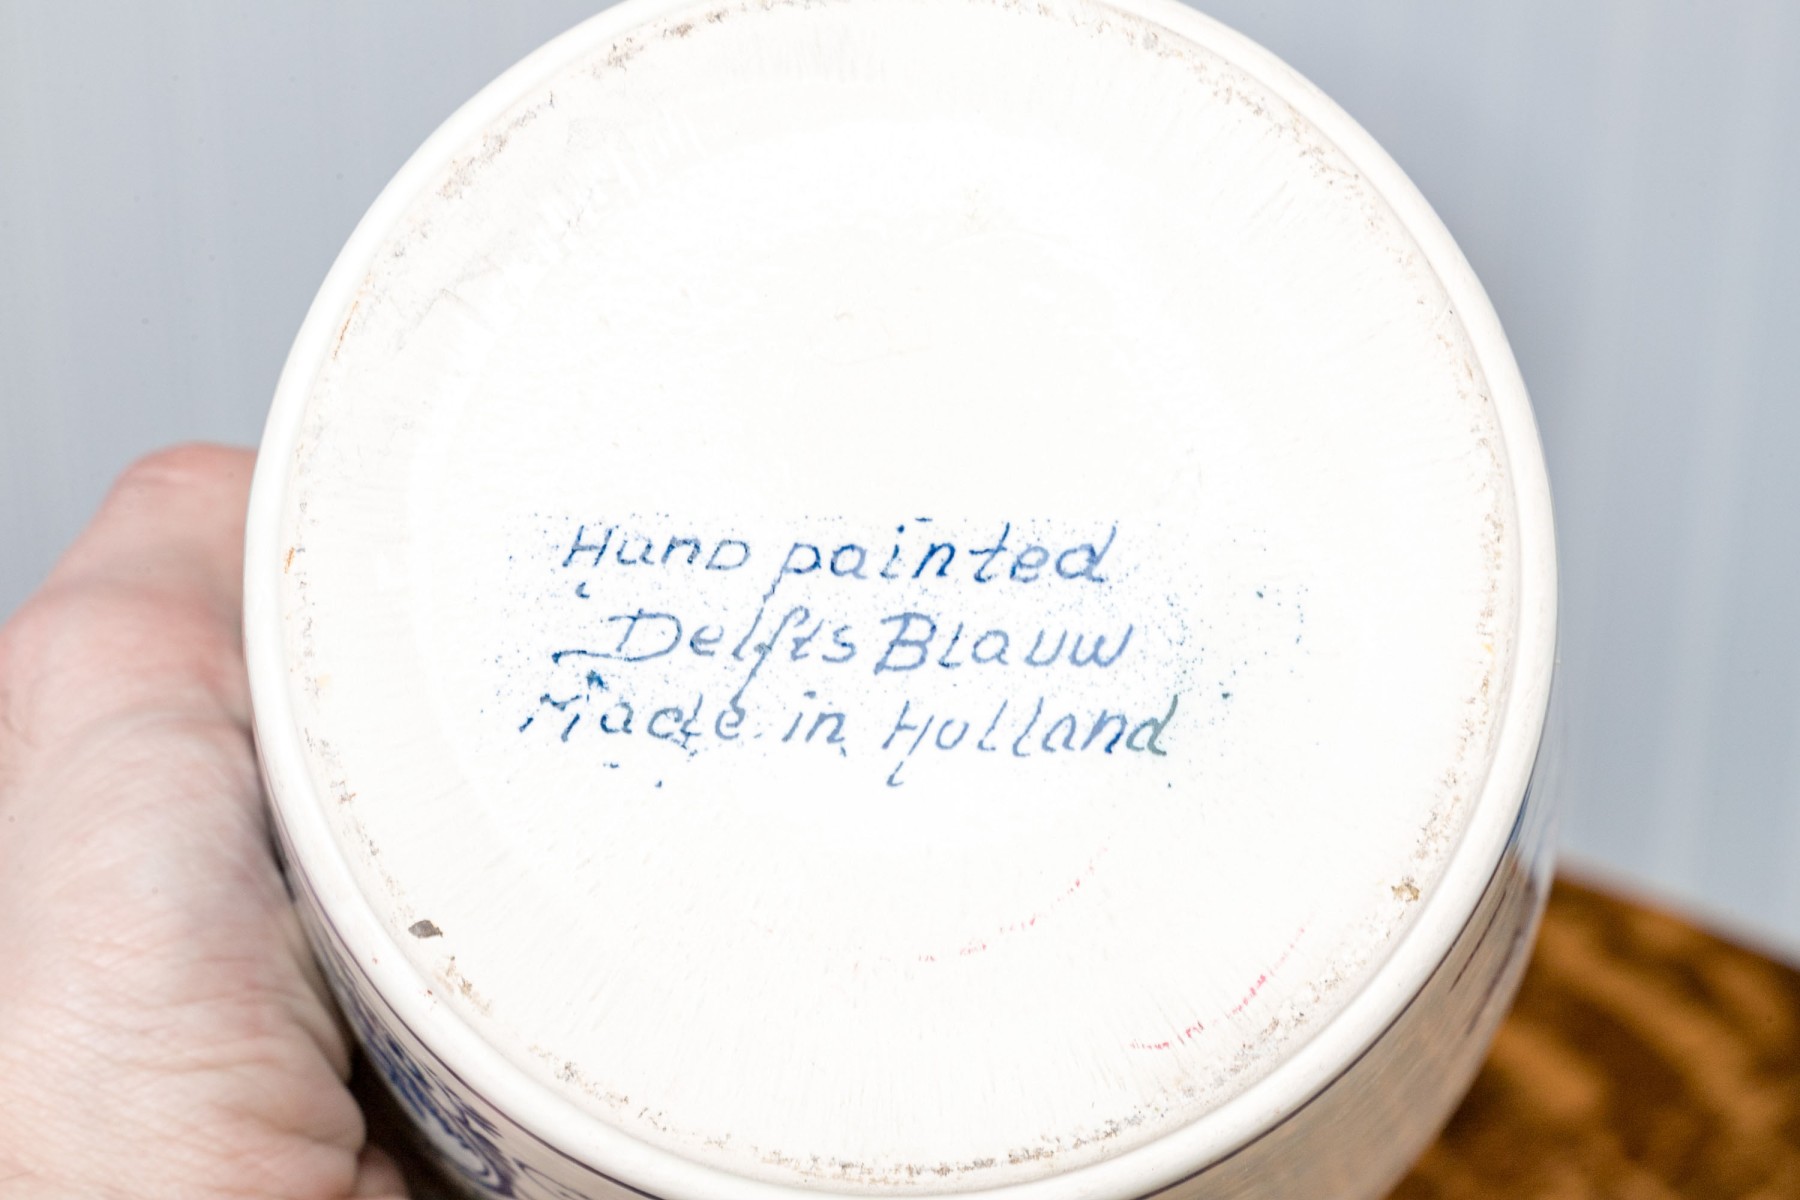 Hand painted
Delfts Blauw
Made in Holland